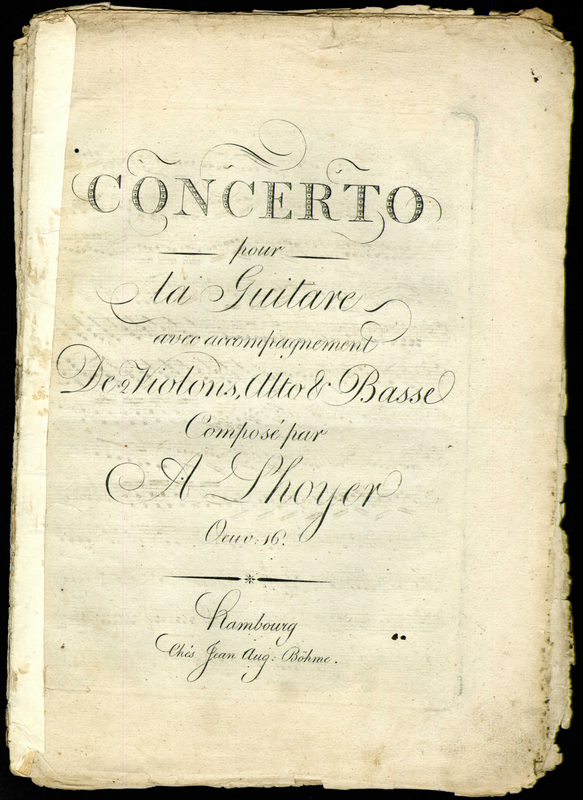 CONCERTO
pour
la Guitare
avec accompagnement
De 2 Violons, Alto & Basse
Composé par
A Lhoyer
Oeuv: 16.
Hambourg
Chés Jean Aug: Böhme.